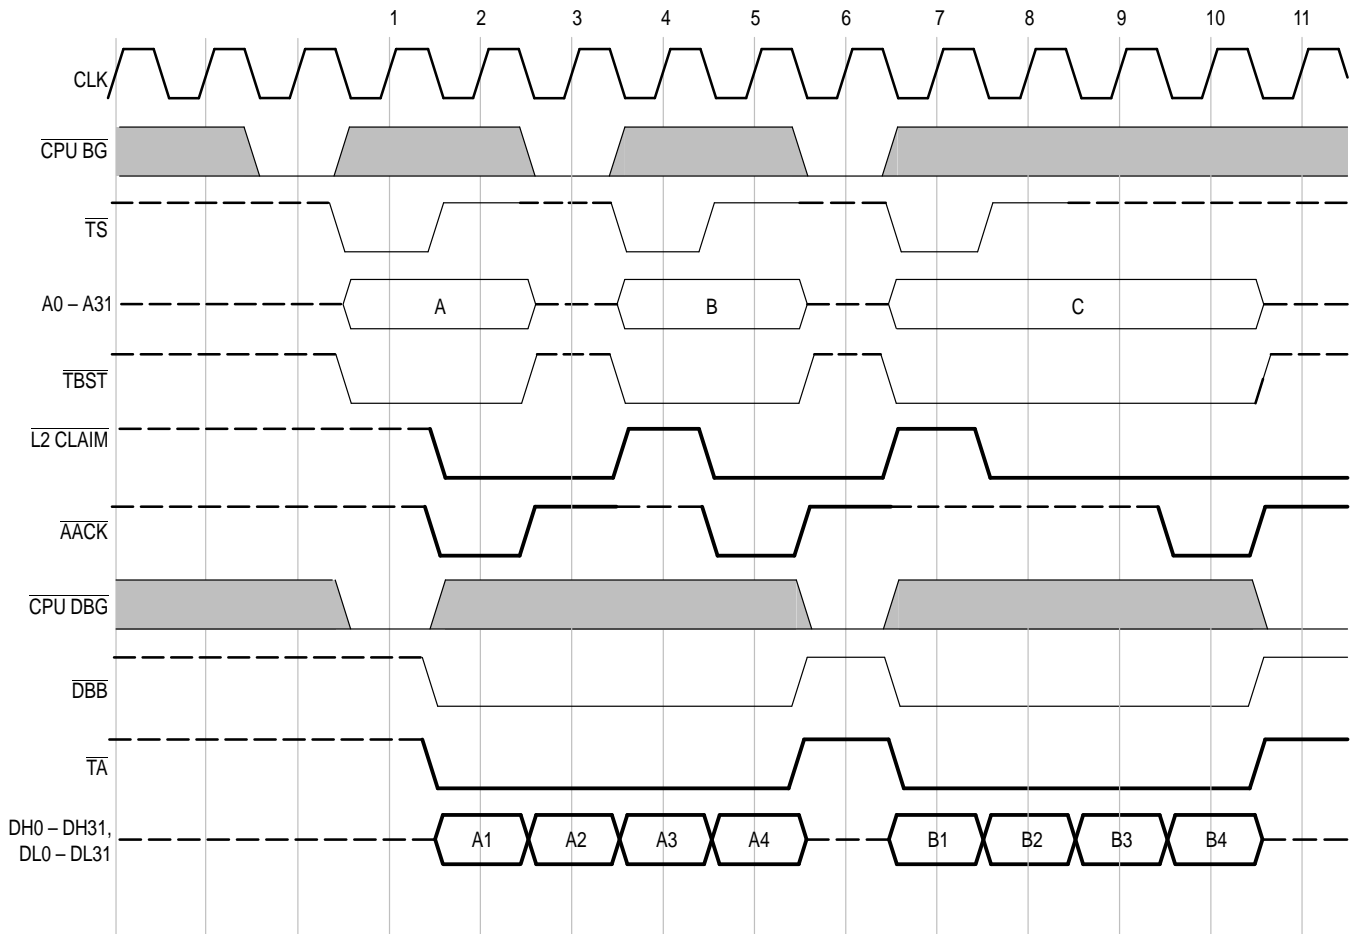 1 2 3 4 5 6 7 8 9 10 11
CLK
CPU BG
TS
A0 – A31 A B C
TBST
L2 CLAIM
AACK
CPU DBG
DBB
TA
DH0 – DH31,
DL0 – DL31
A1 A2 A3 A4 B1 B2 B3 B4